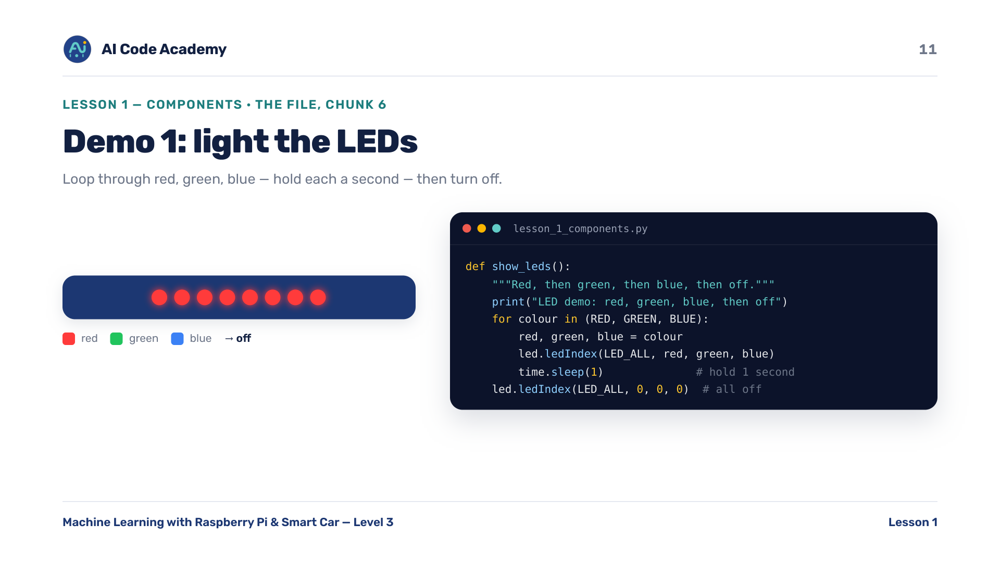 AI Code Academy
11
LESSON 1 — COMPONENTS • THE FILE, CHUNK 6
Demo 1: light the LEDs
Loop through red, green, blue — hold each a second — then turn off.
red green blue → off
lesson_1_components.py
def show_leds():
    """Red, then green, then blue, then off."""
    print("LED demo: red, green, blue, then off")
    for colour in (RED, GREEN, BLUE):
        red, green, blue = colour
        led.ledIndex(LED_ALL, red, green, blue)
        time.sleep(1)              # hold 1 second
    led.ledIndex(LED_ALL, 0, 0, 0)  # all off
Machine Learning with Raspberry Pi & Smart Car — Level 3
Lesson 1